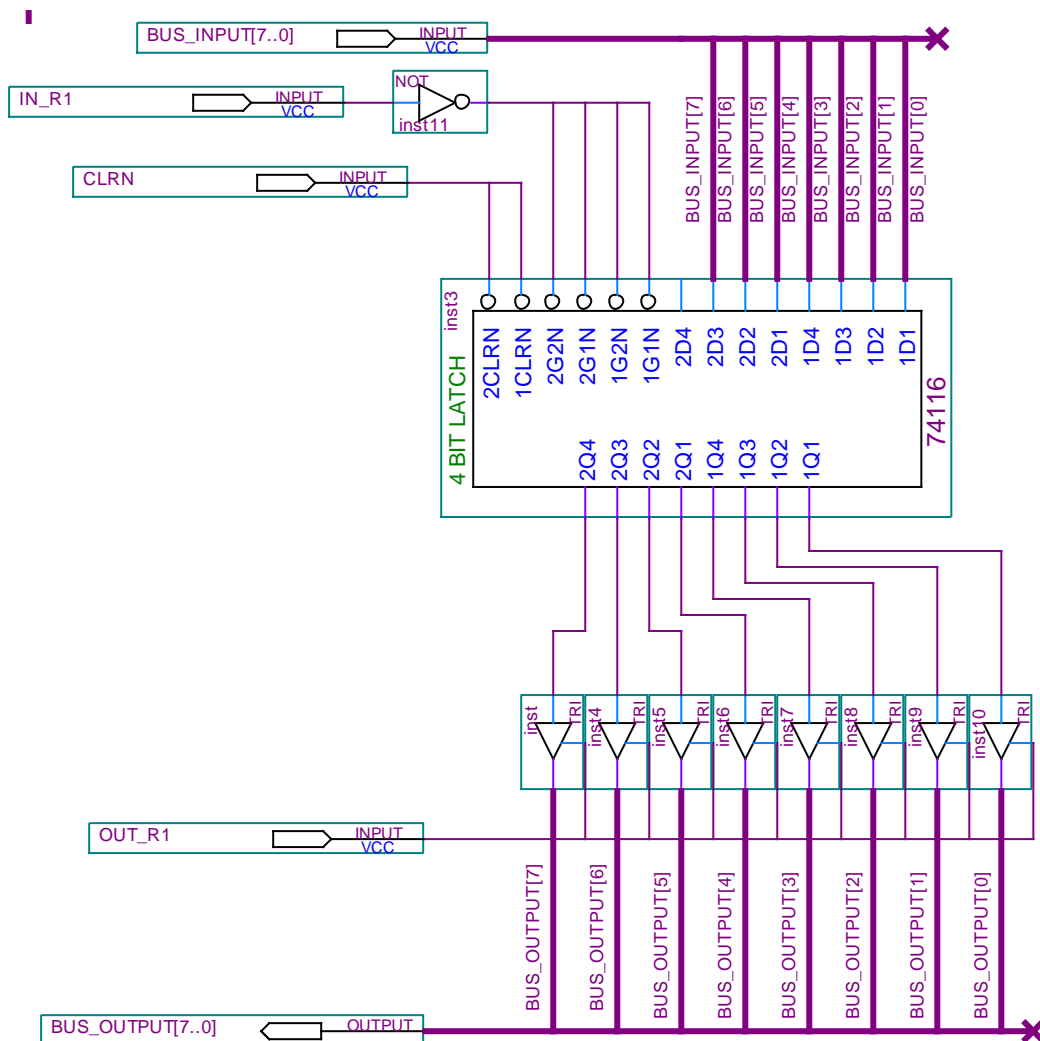 BUS_INPUT[7..0]
INPUT
VCC
IN_R1
INPUT
VCC
NOT
inst11
CLRN
INPUT
VCC
BUS_INPUT[7]
BUS_INPUT[6]
BUS_INPUT[5]
BUS_INPUT[4]
BUS_INPUT[3]
BUS_INPUT[2]
BUS_INPUT[1]
BUS_INPUT[0]
inst3
4 BIT LATCH
2CLRN
1CLRN
2G2N
2G1N
1G2N
1G1N
2D4
2D3
2D2
2D1
1D4
1D3
1D2
1D1
74116
2Q4
2Q3
2Q2
2Q1
1Q4
1Q3
1Q2
1Q1
inst
TRI
inst4
TRI
inst5
TRI
inst6
TRI
inst7
TRI
inst8
TRI
inst9
TRI
inst10
TRI
OUT_R1
INPUT
VCC
BUS_OUTPUT[7]
BUS_OUTPUT[6]
BUS_OUTPUT[5]
BUS_OUTPUT[4]
BUS_OUTPUT[3]
BUS_OUTPUT[2]
BUS_OUTPUT[1]
BUS_OUTPUT[0]
BUS_OUTPUT[7..0]
OUTPUT